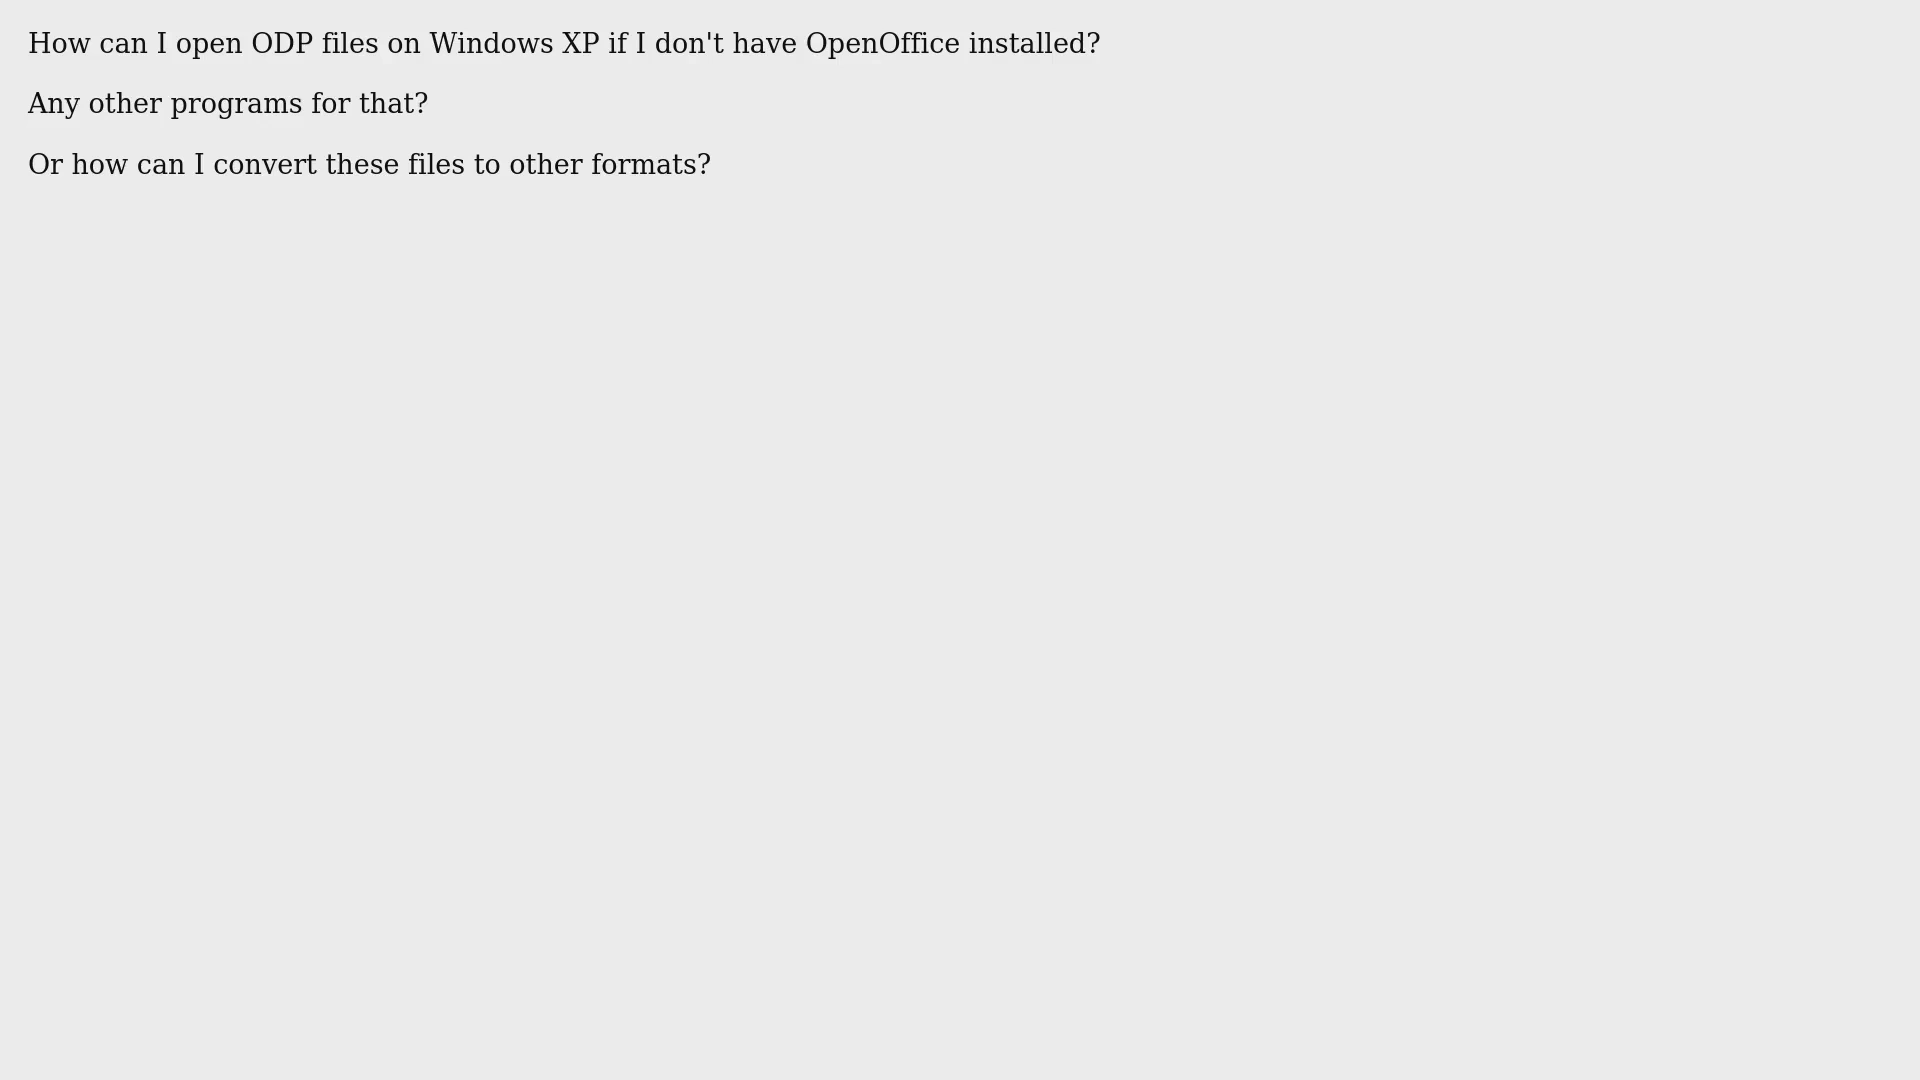 How can I open ODP files on Windows XP if I don't have OpenOffice installed?
Any other programs for that?
Or how can I convert these files to other formats?